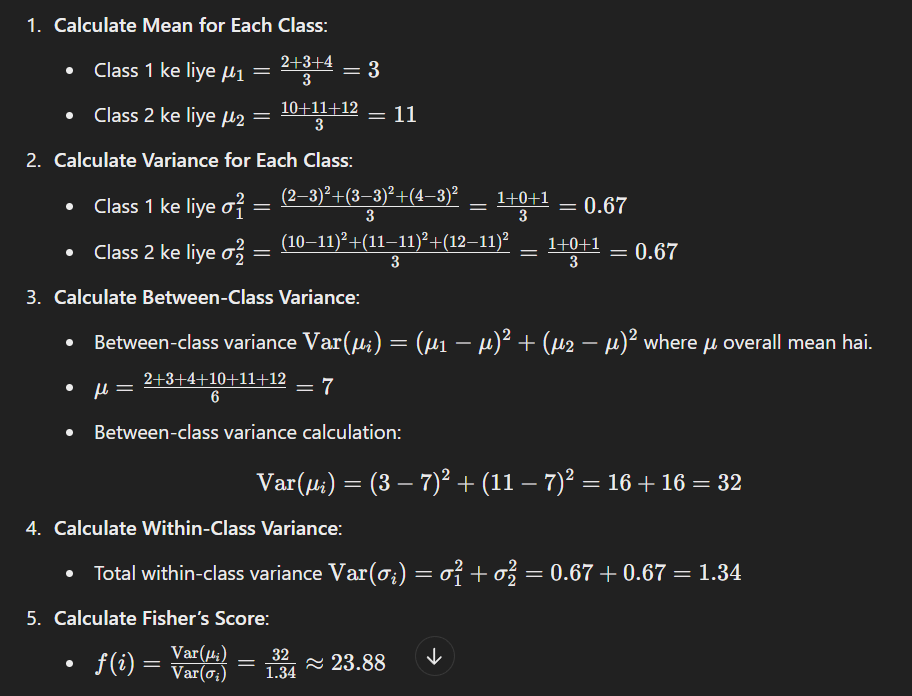 1. Calculate Mean for Each Class:
• Class 1 ke liye μ₁ = (2+3+4)/3 = 3
• Class 2 ke liye μ₂ = (10+11+12)/3 = 11
2. Calculate Variance for Each Class:
• Class 1 ke liye σ₁² = ((2−3)²+(3−3)²+(4−3)²)/3 = (1+0+1)/3 = 0.67
• Class 2 ke liye σ₂² = ((10−11)²+(11−11)²+(12−11)²)/3 = (1+0+1)/3 = 0.67
3. Calculate Between-Class Variance:
• Between-class variance Var(μᵢ) = (μ₁ − μ)² + (μ₂ − μ)² where μ overall mean hai.
• μ = (2+3+4+10+11+12)/6 = 7
• Between-class variance calculation:
Var(μᵢ) = (3 − 7)² + (11 − 7)² = 16 + 16 = 32
4. Calculate Within-Class Variance:
• Total within-class variance Var(σᵢ) = σ₁² + σ₂² = 0.67 + 0.67 = 1.34
5. Calculate Fisher’s Score:
• f(i) = Var(μᵢ)/Var(σᵢ) = 32/1.34 ≈ 23.88